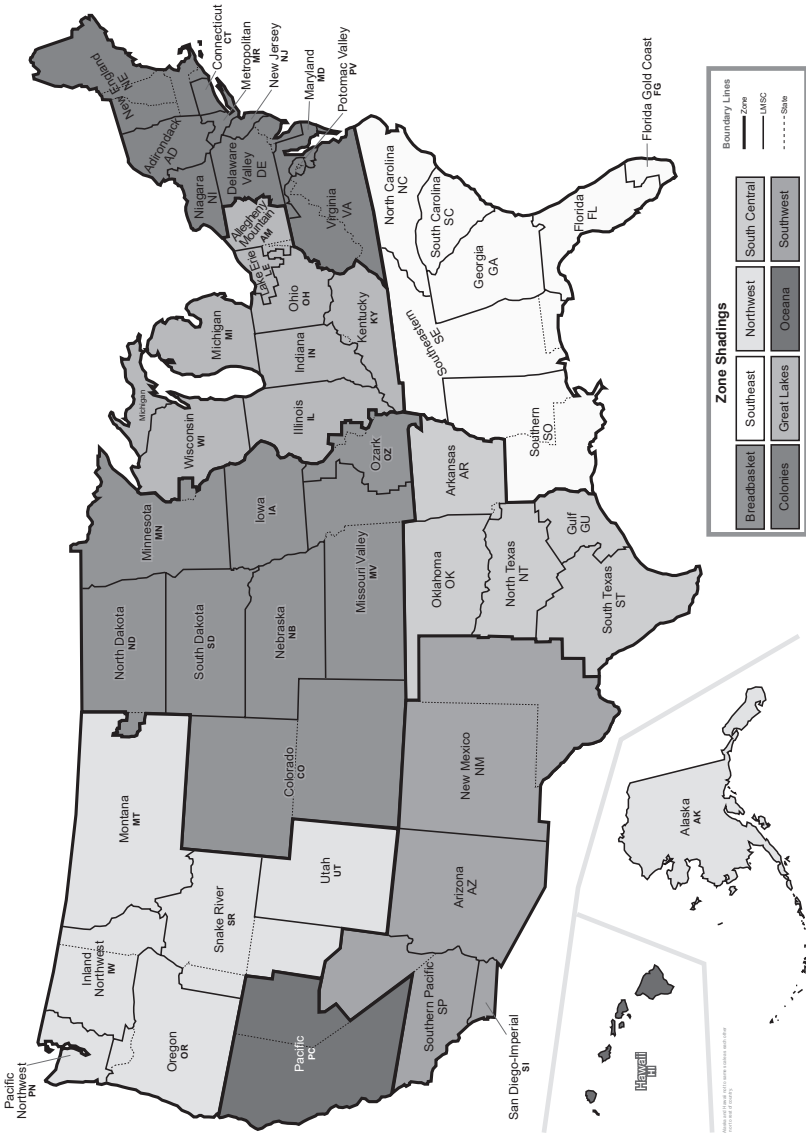 Pacific
Northwest
PN
Inland
Northwest
IW
Montana
MT
North Dakota
ND
Minnesota
MN
Michigan
Michigan
MI
Wisconsin
WI
South Dakota
SD
Oregon
OR
Snake River
SR
Nebraska
NB
Iowa
IA
Illinois
IL
Indiana
IN
Ohio
OH
Lake Erie
LE
Allegheny
Mountain
AM
Niagara
NI
Adirondack
AD
New England
NE
Connecticut
CT
Metropolitan
MR
New Jersey
NJ
Maryland
MD
Potomac Valley
PV
Delaware
Valley
DE
Virginia
VA
Kentucky
KY
Utah
UT
Colorado
CO
Missouri Valley
MV
Ozark
OZ
Pacific
PC
Southern Pacific
SP
San Diego-Imperial
SI
Arizona
AZ
New Mexico
NM
Oklahoma
OK
Arkansas
AR
North Texas
NT
South Texas
ST
Gulf
GU
Southern
SO
Southeastern
SE
North Carolina
NC
South Carolina
SC
Georgia
GA
Florida
FL
Florida Gold Coast
FG
Hawaii
HI
Alaska
AK
Zone Shadings
Breadbasket
Southeast
Northwest
South Central
Colonies
Great Lakes
Oceana
Southwest
Boundary Lines
Zone
LMSC
State